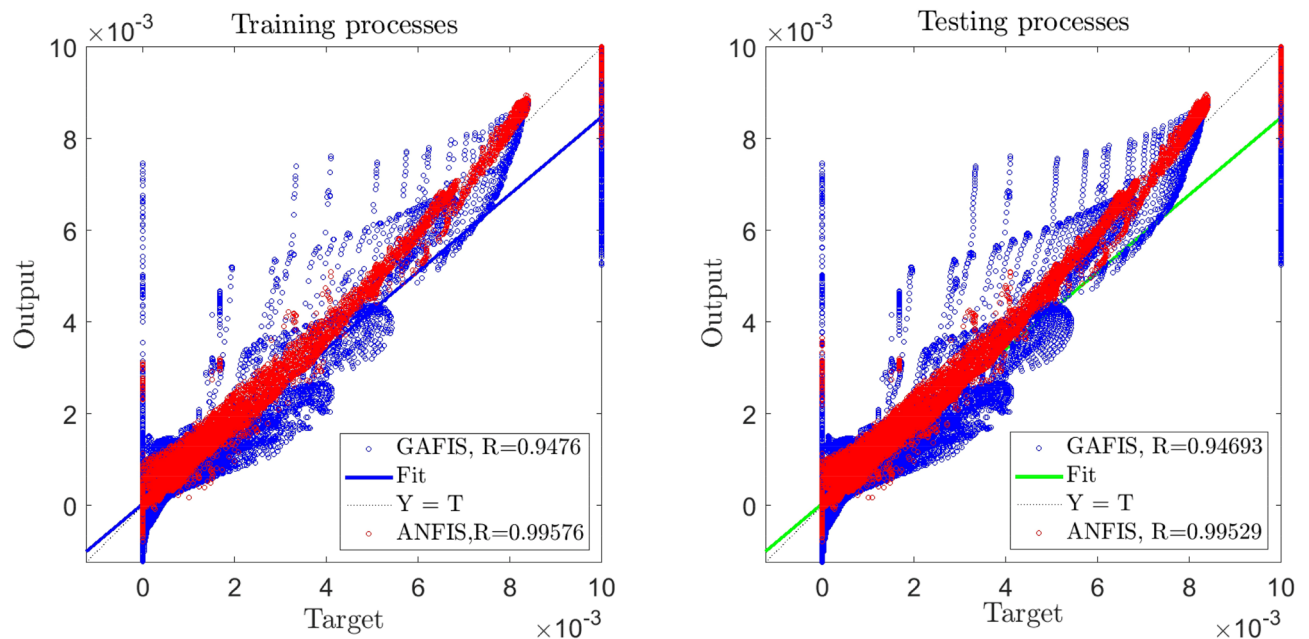 Training processes
×10⁻³
10
8
6
4
2
0
Output
0 2 4 6 8 10
Target
×10⁻³
GAFIS, R=0.9476
Fit
Y = T
ANFIS,R=0.99576
Testing processes
×10⁻³
10
8
6
4
2
0
Output
0 2 4 6 8 10
Target
×10⁻³
GAFIS, R=0.94693
Fit
Y = T
ANFIS, R=0.99529